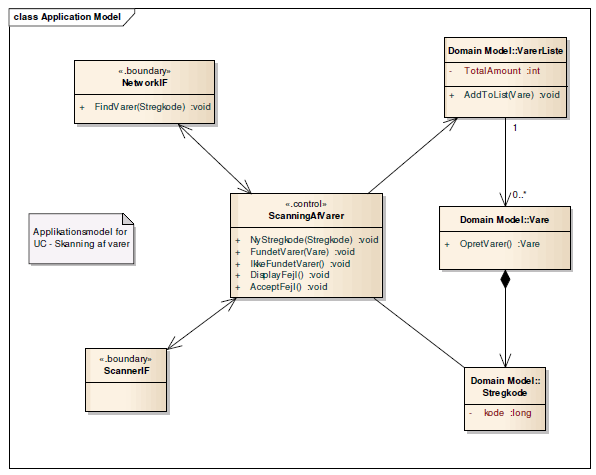 class Application Model
«.boundary»
NetworkIF
+ FindVarer(Stregkode) :void
Domain Model::VarerListe
- TotalAmount :int
+ AddToList(Vare) :void
1
0..*
«.control»
ScanningAfVarer
+ NyStregkode(Stregkode) :void
+ FundetVarer(Vare) :void
+ IkkeFundetVarer() :void
+ DisplayFejl() :void
+ AcceptFejl() :void
Domain Model::Vare
+ OpretVarer() :Vare
Applikationsmodel for
UC - Skanning af varer
«.boundary»
ScannerIF
Domain Model::
Stregkode
- kode :long